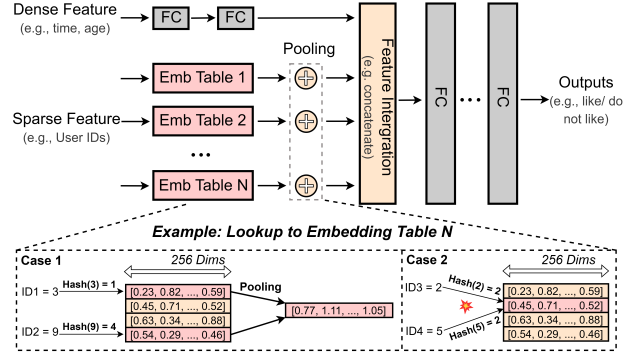 Dense Feature
(e.g., time, age)
FC
FC
Pooling
Emb Table 1
Sparse Feature
(e.g., User IDs)
Emb Table 2
...
Emb Table N
Feature Intergration
(e.g. concatenate)
FC
...
FC
Outputs
(e.g., like/ do
not like)
Example: Lookup to Embedding Table N
Case 1
256 Dims
ID1 = 3
Hash(3) = 1
[0.23, 0.82, ..., 0.59]
[0.45, 0.71, ..., 0.52]
[0.63, 0.34, ..., 0.88]
ID2 = 9
Hash(9) = 4
[0.54, 0.29, ..., 0.46]
Pooling
[0.77, 1.11, ..., 1.05]
Case 2
256 Dims
ID3 = 2
Hash(2) = 2
[0.23, 0.82, ..., 0.59]
[0.45, 0.71, ..., 0.52]
ID4 = 5
Hash(5) = 2
[0.63, 0.34, ..., 0.88]
[0.54, 0.29, ..., 0.46]